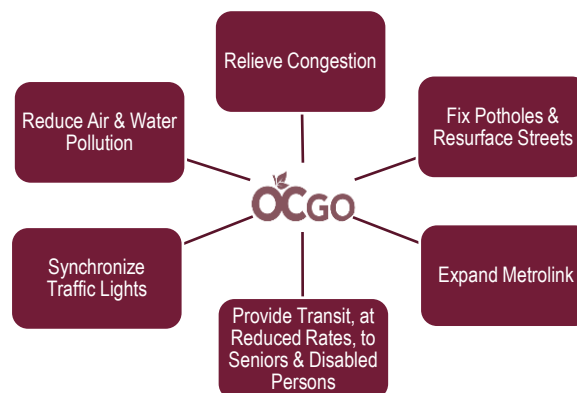 Relieve Congestion
Reduce Air & Water
Pollution
Fix Potholes &
Resurface Streets
OCGO
Synchronize
Traffic Lights
Expand Metrolink
Provide Transit, at
Reduced Rates, to
Seniors & Disabled
Persons